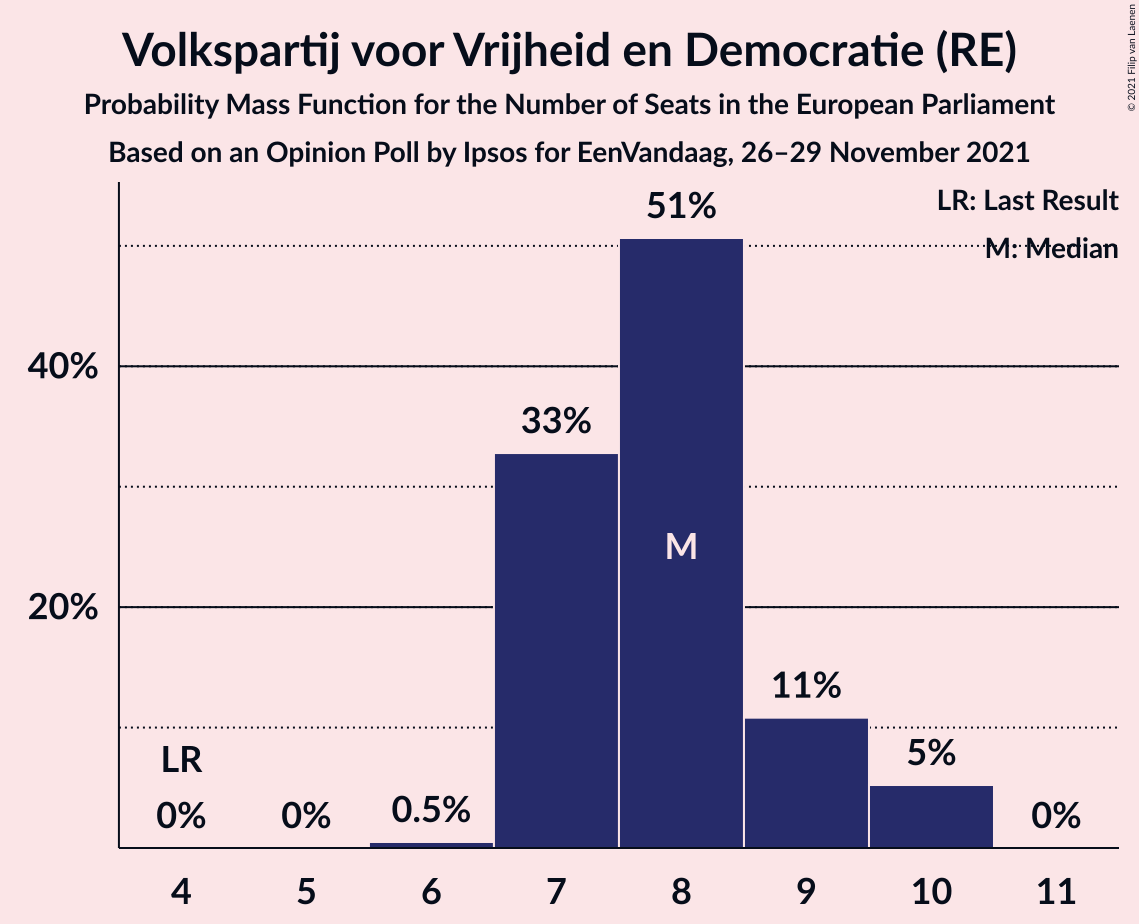 Volkspartij voor Vrijheid en Democratie (RE)
Probability Mass Function for the Number of Seats in the European Parliament
Based on an Opinion Poll by Ipsos for EenVandaag, 26–29 November 2021
© 2021 Filip van Laenen
LR: Last Result
M: Median
51%
40%
33%
M
20%
11%
LR
5%
0%
0%
0.5%
0%
4
5
6
7
8
9
10
11